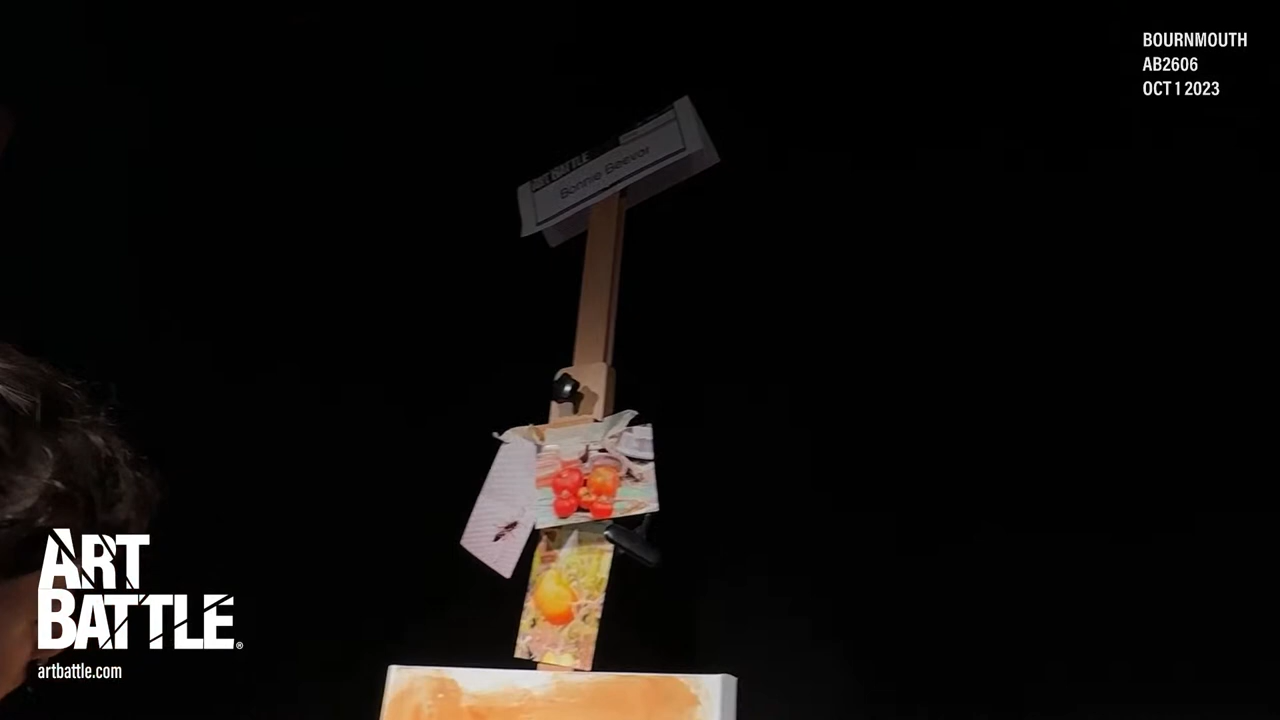 BOURNMOUTH
AB2606
OCT 1 2023
ART BATTLE
Bonnie Beevor
ART
BATTLE®
artbattle.com